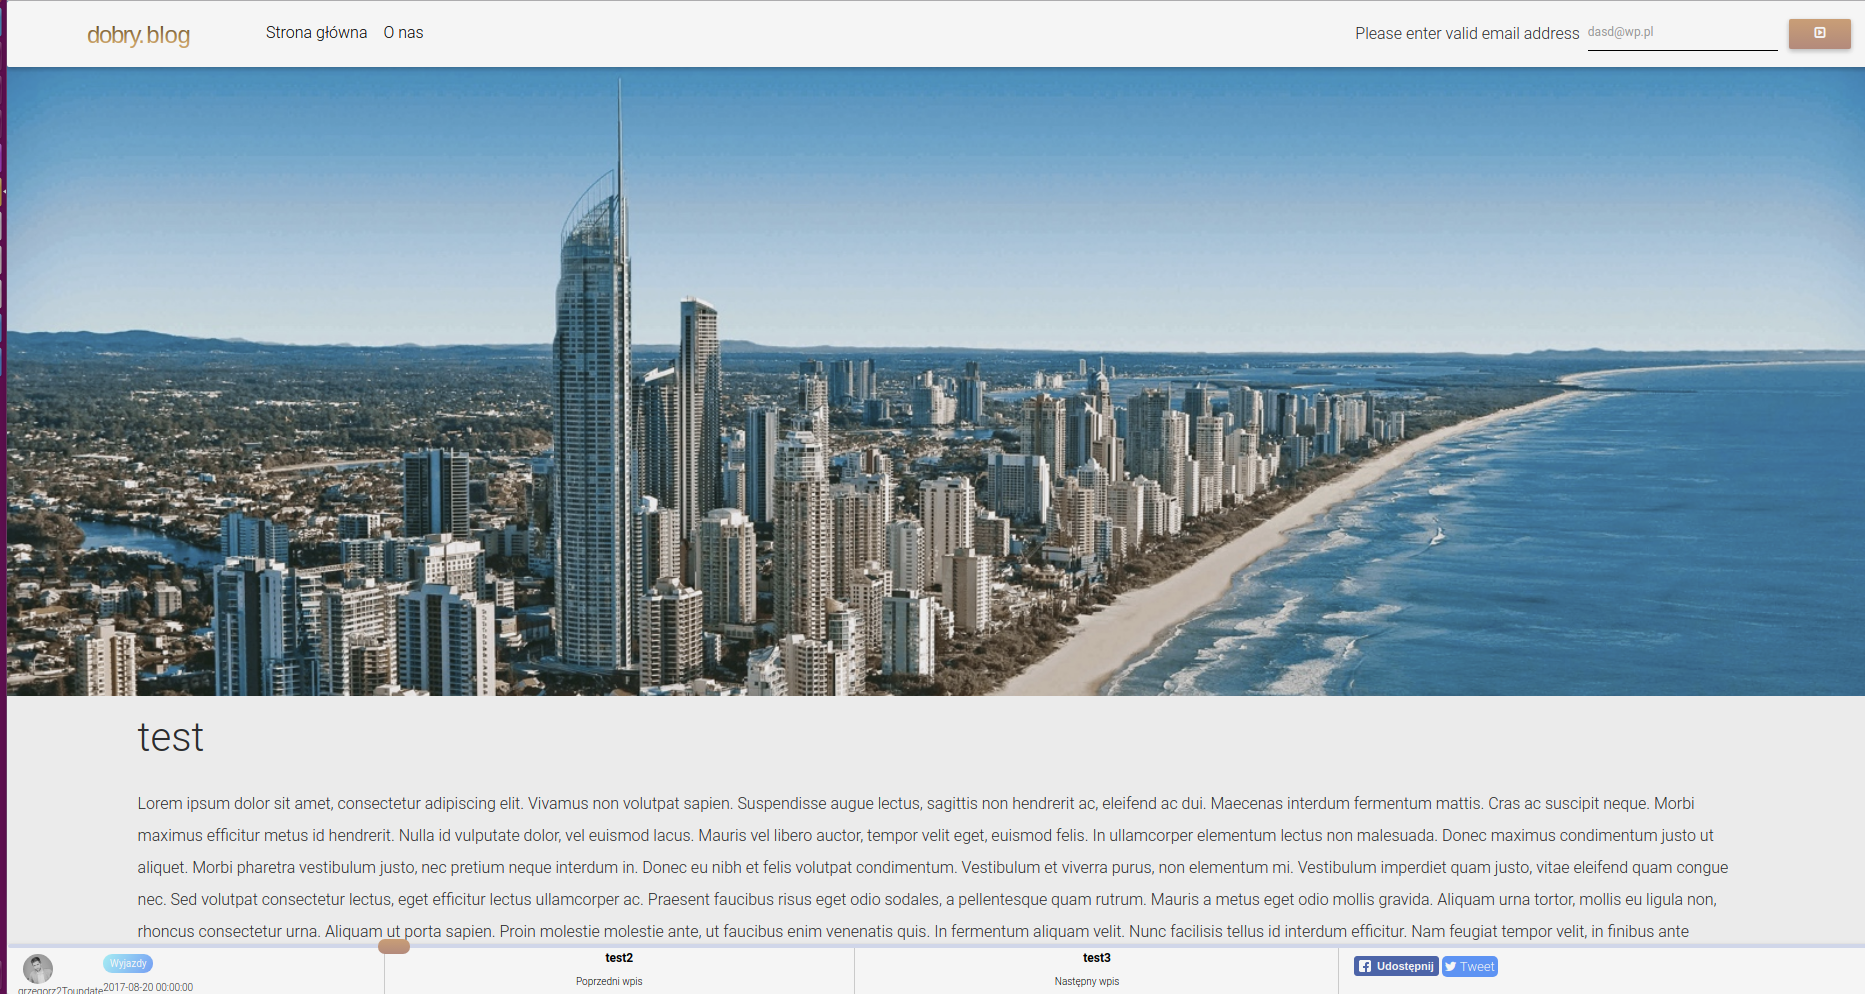 dobry.blog
Strona główna O nas
Please enter valid email address dasd@wp.pl
test
Lorem ipsum dolor sit amet, consectetur adipiscing elit. Vivamus non volutpat sapien. Suspendisse augue lectus, sagittis non hendrerit ac, eleifend ac dui. Maecenas interdum fermentum mattis. Cras ac suscipit neque. Morbi
maximus efficitur metus id hendrerit. Nulla id vulputate dolor, vel euismod lacus. Mauris vel libero auctor, tempor velit eget, euismod felis. In ullamcorper elementum lectus non malesuada. Donec maximus condimentum justo ut
aliquet. Morbi pharetra vestibulum justo, nec pretium neque interdum in. Donec eu nibh et felis volutpat condimentum. Vestibulum et viverra purus, non elementum mi. Vestibulum imperdiet quam justo, vitae eleifend quam congue
nec. Sed volutpat consectetur lectus, eget efficitur lectus ullamcorper ac. Praesent faucibus risus eget odio sodales, a pellentesque quam rutrum. Mauris a metus eget odio mollis gravida. Aliquam urna tortor, mollis eu ligula non,
rhoncus consectetur urna. Aliquam ut porta sapien. Proin molestie molestie ante, ut faucibus enim venenatis quis. In fermentum aliquam velit. Nunc facilisis tellus id interdum efficitur. Nam feugiat tempor velit, in finibus ante
Wyjazdy
grzegorz2Toupdate 2017-08-20 00:00:00
test2
Poprzedni wpis
test3
Następny wpis
Udostępnij Tweet